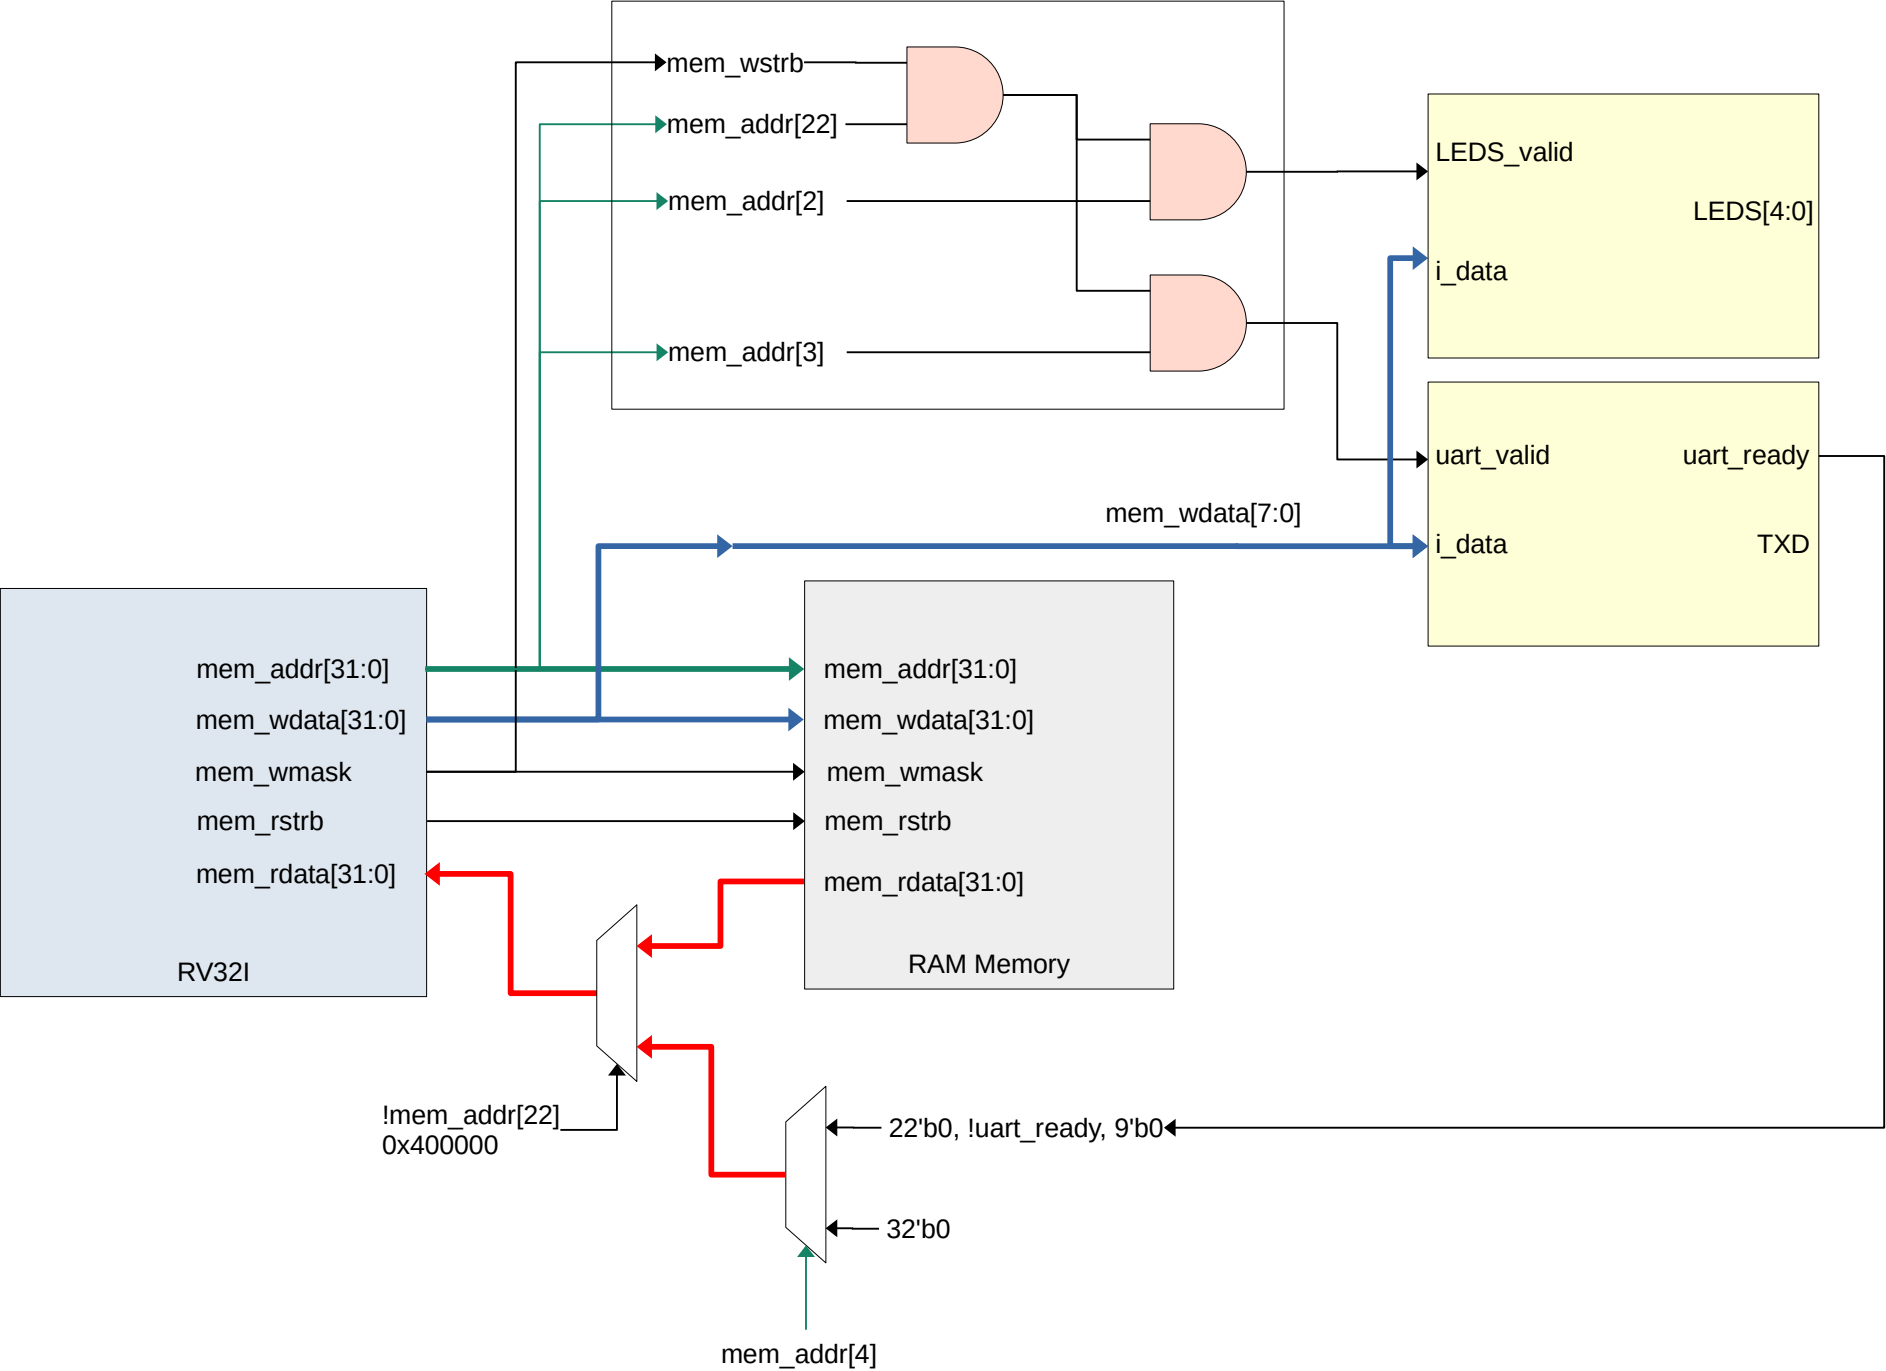 mem_wstrb
mem_addr[22]
mem_addr[2]
mem_addr[3]
LEDS_valid
LEDS[4:0]
i_data
uart_valid
uart_ready
i_data
TXD
mem_wdata[7:0]
mem_addr[31:0]
mem_wdata[31:0]
mem_wmask
mem_rstrb
mem_rdata[31:0]
RV32I
mem_addr[31:0]
mem_wdata[31:0]
mem_wmask
mem_rstrb
mem_rdata[31:0]
RAM Memory
!mem_addr[22]
0x400000
22'b0, !uart_ready, 9'b0
32'b0
mem_addr[4]